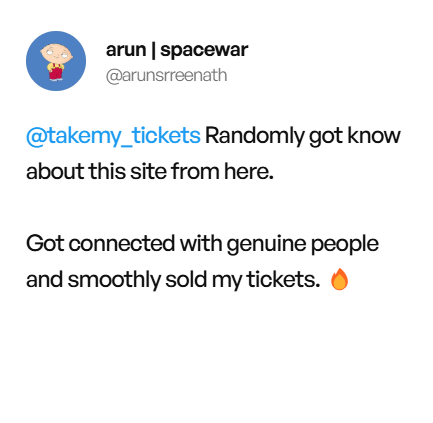 arun | spacewar
@arunsrreenath
@takemy_tickets Randomly got know
about this site from here.
Got connected with genuine people
and smoothly sold my tickets. 🔥